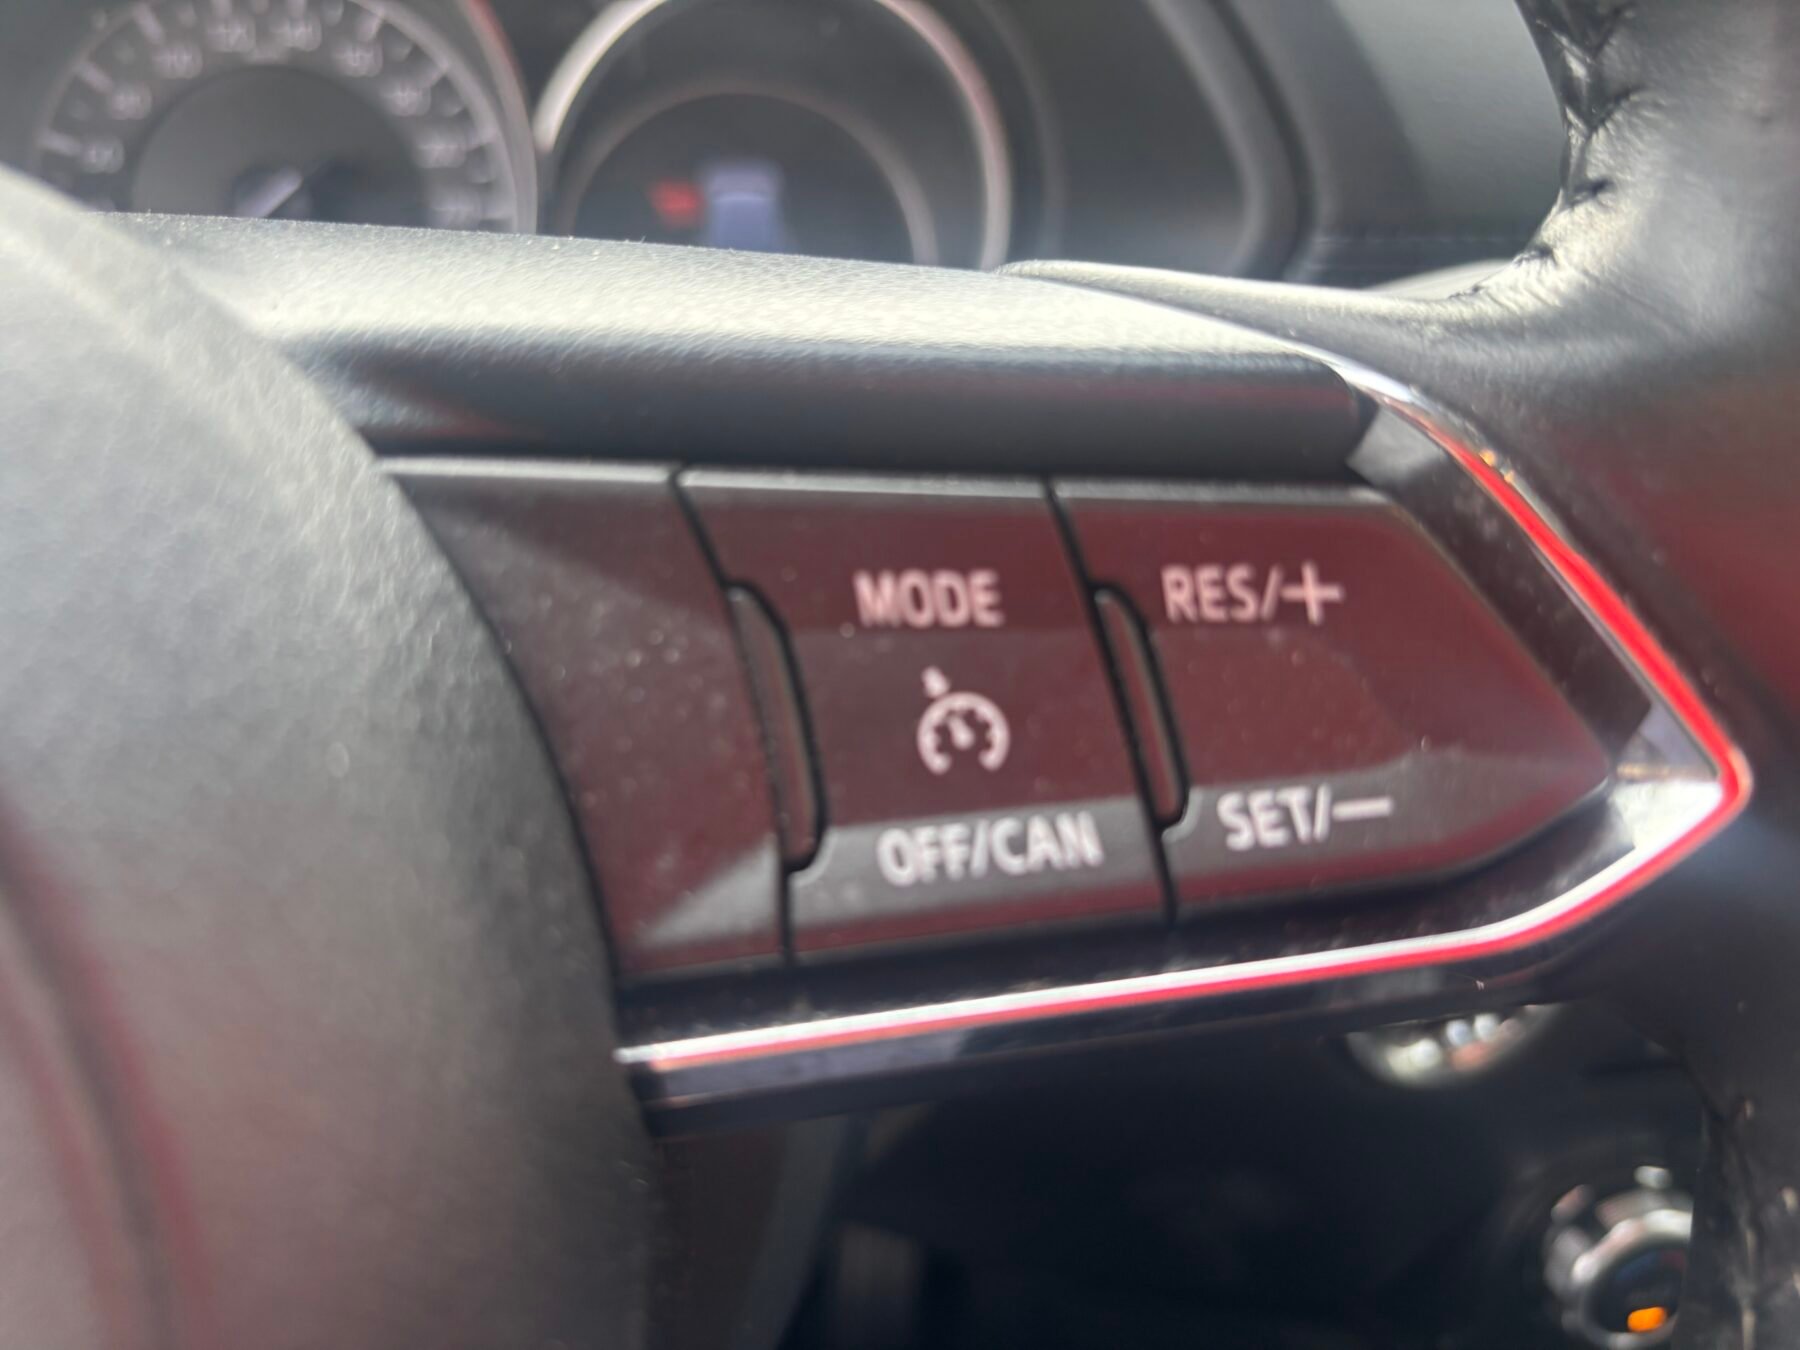 MODE
RES/+
OFF/CAN
SET/−